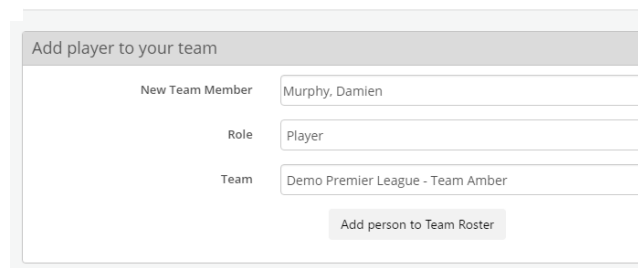 Add player to your team
New Team Member Murphy, Damien
Role Player
Team Demo Premier League - Team Amber
Add person to Team Roster